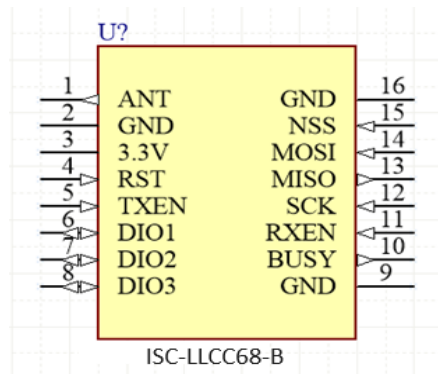 U?
1 ANT GND 16
2 GND NSS 15
3 3.3V MOSI 14
4 RST MISO 13
5 TXEN SCK 12
6 DIO1 RXEN 11
7 DIO2 BUSY 10
8 DIO3 GND 9
ISC-LLCC68-B